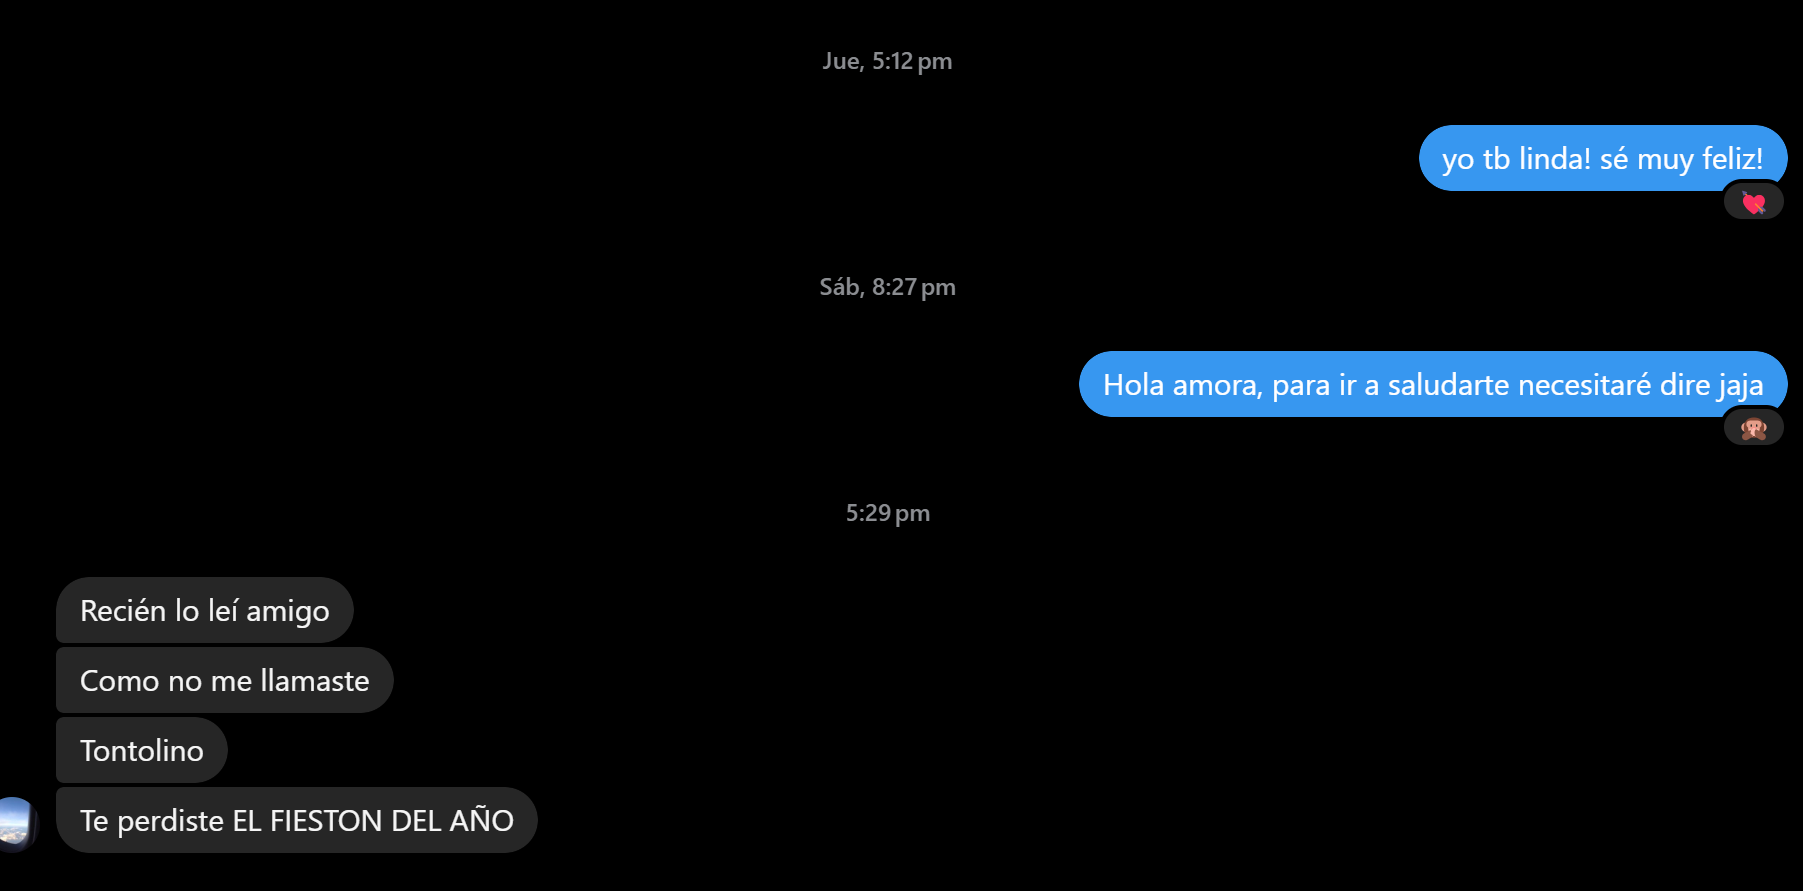 Jue, 5:12 pm
yo tb linda! sé muy feliz!
Sáb, 8:27 pm
Hola amora, para ir a saludarte necesitaré dire jaja
5:29 pm
Recién lo leí amigo
Como no me llamaste
Tontolino
Te perdiste EL FIESTON DEL AÑO